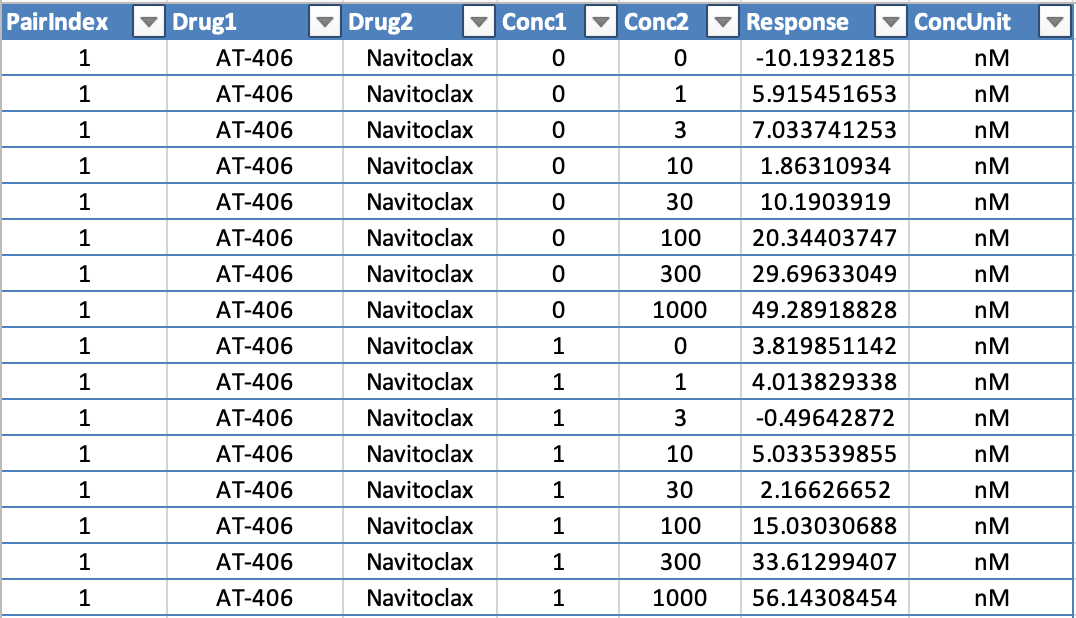 PairIndex Drug1 Drug2 Conc1 Conc2 Response ConcUnit
1 AT-406 Navitoclax 0 0 -10.1932185 nM
1 AT-406 Navitoclax 0 1 5.915451653 nM
1 AT-406 Navitoclax 0 3 7.033741253 nM
1 AT-406 Navitoclax 0 10 1.86310934 nM
1 AT-406 Navitoclax 0 30 10.1903919 nM
1 AT-406 Navitoclax 0 100 20.34403747 nM
1 AT-406 Navitoclax 0 300 29.69633049 nM
1 AT-406 Navitoclax 0 1000 49.28918828 nM
1 AT-406 Navitoclax 1 0 3.819851142 nM
1 AT-406 Navitoclax 1 1 4.013829338 nM
1 AT-406 Navitoclax 1 3 -0.49642872 nM
1 AT-406 Navitoclax 1 10 5.033539855 nM
1 AT-406 Navitoclax 1 30 2.16626652 nM
1 AT-406 Navitoclax 1 100 15.03030688 nM
1 AT-406 Navitoclax 1 300 33.61299407 nM
1 AT-406 Navitoclax 1 1000 56.14308454 nM